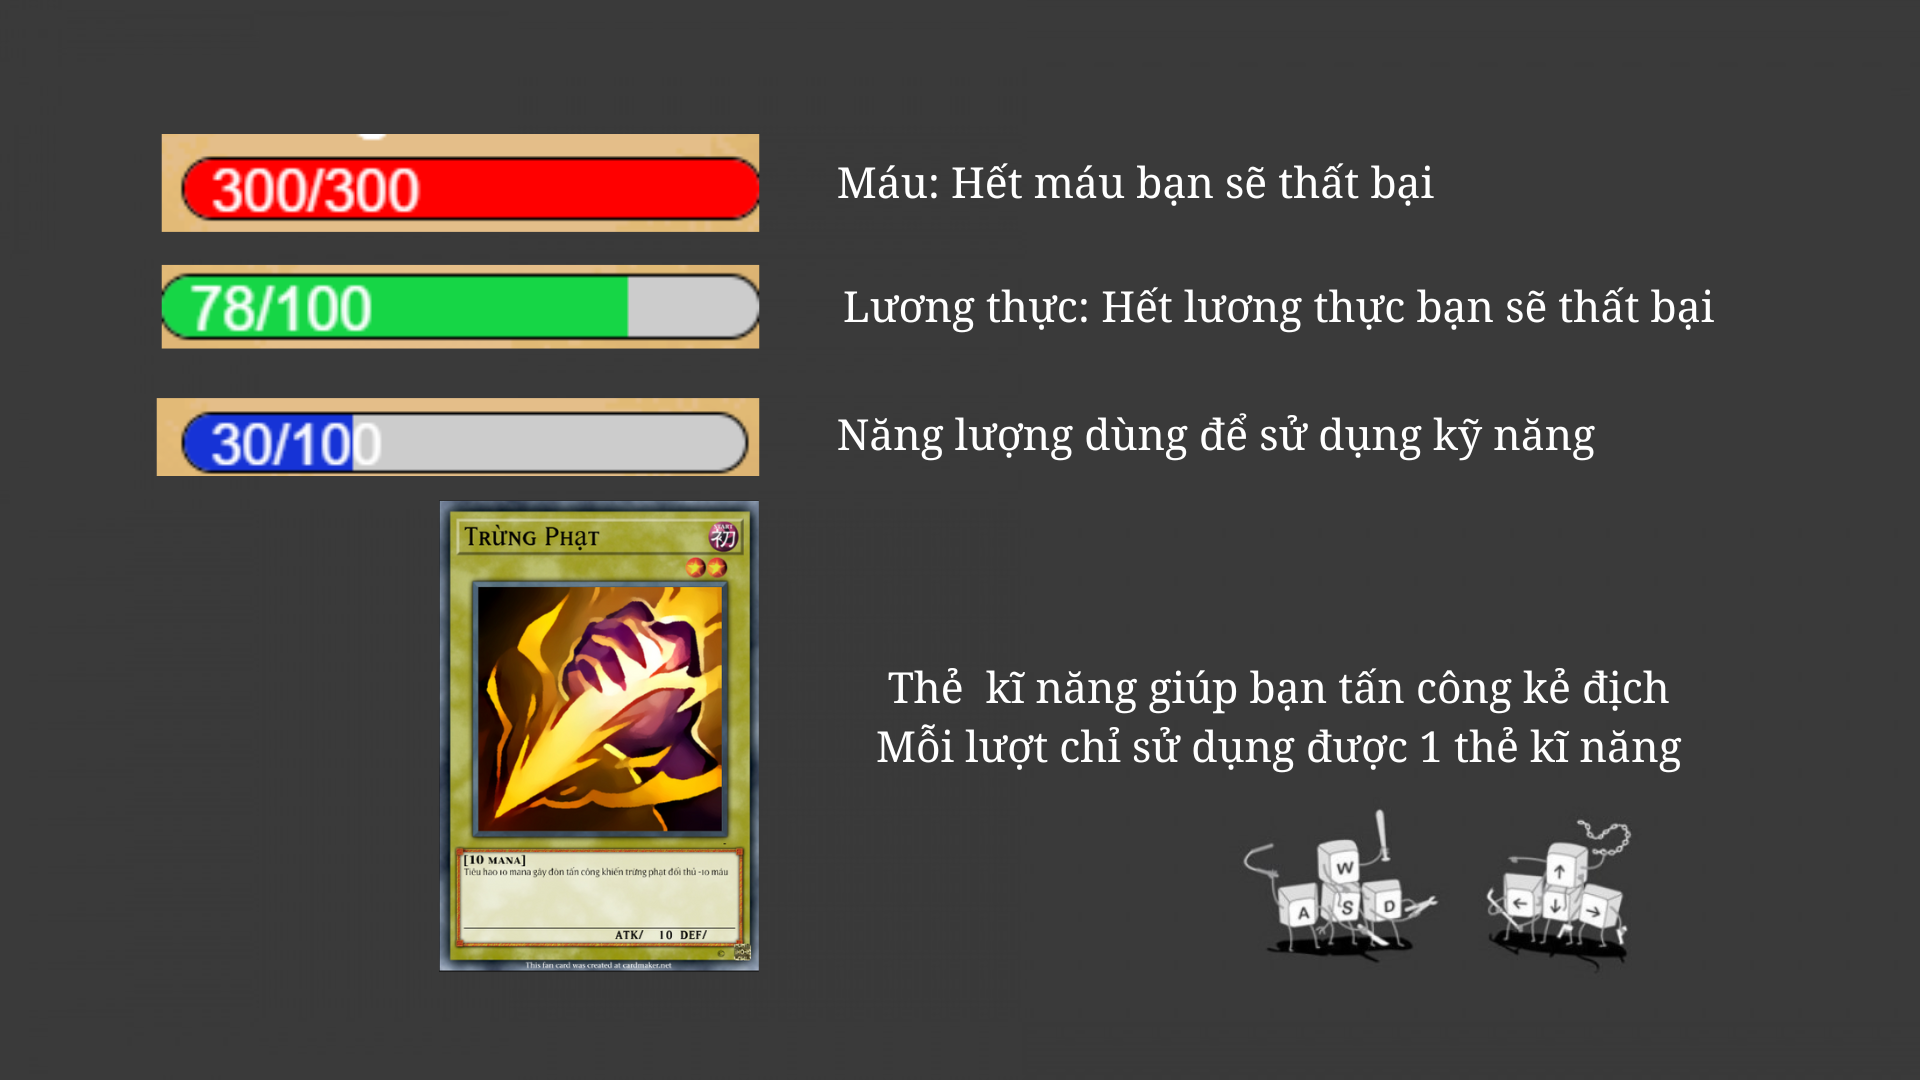 300/300
Máu: Hết máu bạn sẽ thất bại
78/100
Lương thực: Hết lương thực bạn sẽ thất bại
30/100
Năng lượng dùng để sử dụng kỹ năng
Trừng Phạt
START
初
[10 MANA]
Tiêu hao 10 mana gây đòn tấn công khiến trừng phạt đối thủ -10 máu
ATK/ 10 DEF/
©
This fan card was created at cardmaker.net
Thẻ  kĩ năng giúp bạn tấn công kẻ địch
Mỗi lượt chỉ sử dụng được 1 thẻ kĩ năng
W
A S D
↑
← ↓ →